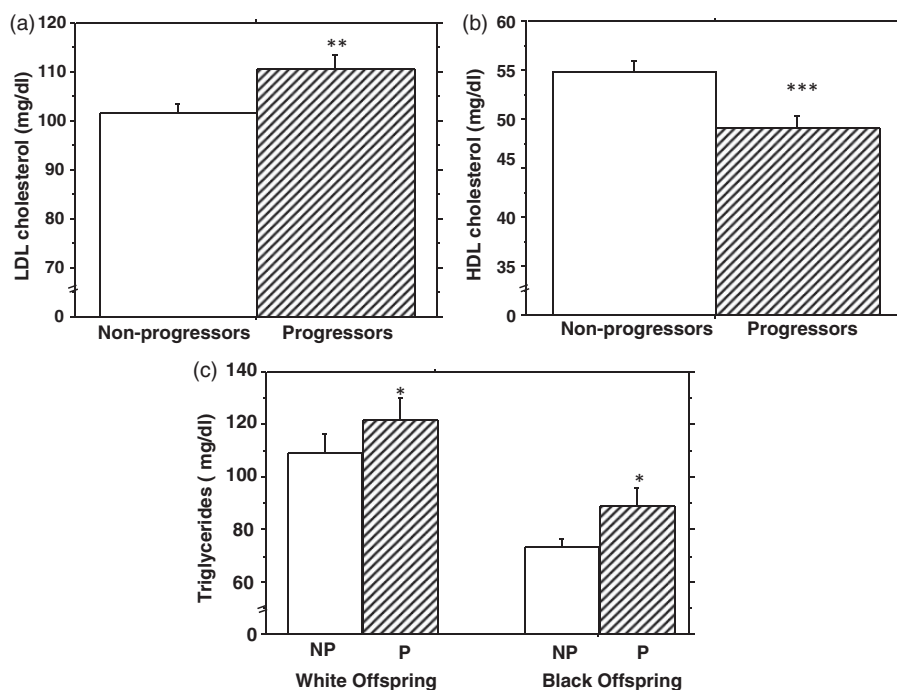 (a)
LDL cholesterol (mg/dl)
120
110
100
90
80
70
0
**
Non-progressors Progressors
(b)
HDL cholesterol (mg/dl)
60
55
50
45
40
35
0
***
Non-progressors Progressors
(c)
Triglycerides ( mg/dl)
140
120
100
80
60
0
*
*
NP P NP P
White Offspring Black Offspring